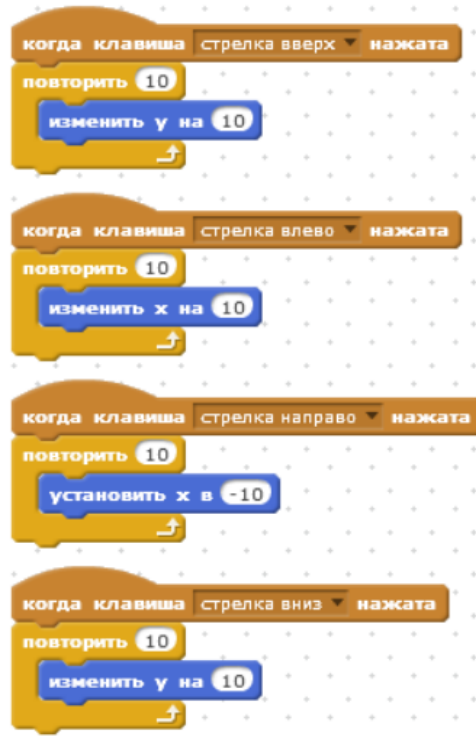 когда клавиша стрелка вверх нажата
повторить 10
изменить y на 10
когда клавиша стрелка влево нажата
повторить 10
изменить x на 10
когда клавиша стрелка направо нажата
повторить 10
установить x в -10
когда клавиша стрелка вниз нажата
повторить 10
изменить y на 10